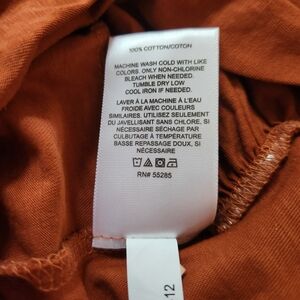 100% COTTON/COTON
MACHINE WASH COLD WITH LIKE
COLORS. ONLY NON-CHLORINE
BLEACH WHEN NEEDED.
TUMBLE DRY LOW
COOL IRON IF NEEDED.
LAVER À LA MACHINE À L'EAU
FROIDE AVEC COULEURS
SIMILAIRES, UTILISEZ SEULEMENT
DU JAVELLISANT SANS CHLORE, SI
NÉCESSAIRE SÉCHAGE PAR
CULBUTAGE À TEMPÉRATURE
BASSE REPASSAGE DOUX, SI
NÉCESSAIRE
RN# 55285
12